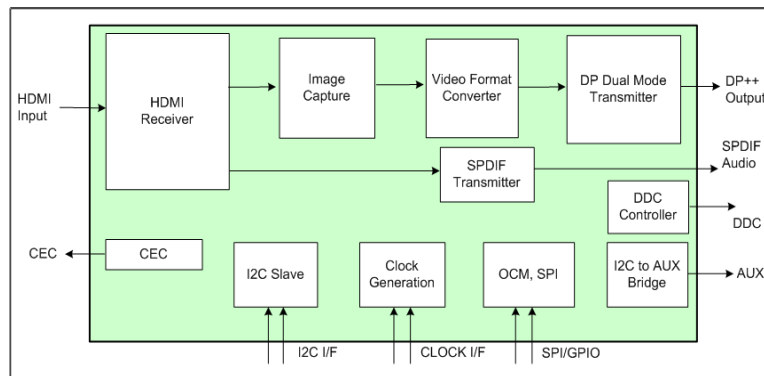 HDMI
Input
HDMI
Receiver
Image
Capture
Video Format
Converter
DP Dual Mode
Transmitter
DP++
Output
SPDIF
Transmitter
SPDIF
Audio
DDC
Controller
DDC
CEC
CEC
I2C Slave
Clock
Generation
OCM, SPI
I2C to AUX
Bridge
AUX
I2C I/F
CLOCK I/F
SPI/GPIO